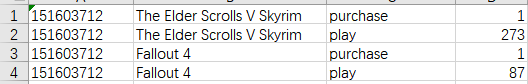 1 151603712 The Elder Scrolls V Skyrim purchase 1
2 151603712 The Elder Scrolls V Skyrim play 273
3 151603712 Fallout 4 purchase 1
4 151603712 Fallout 4 play 87